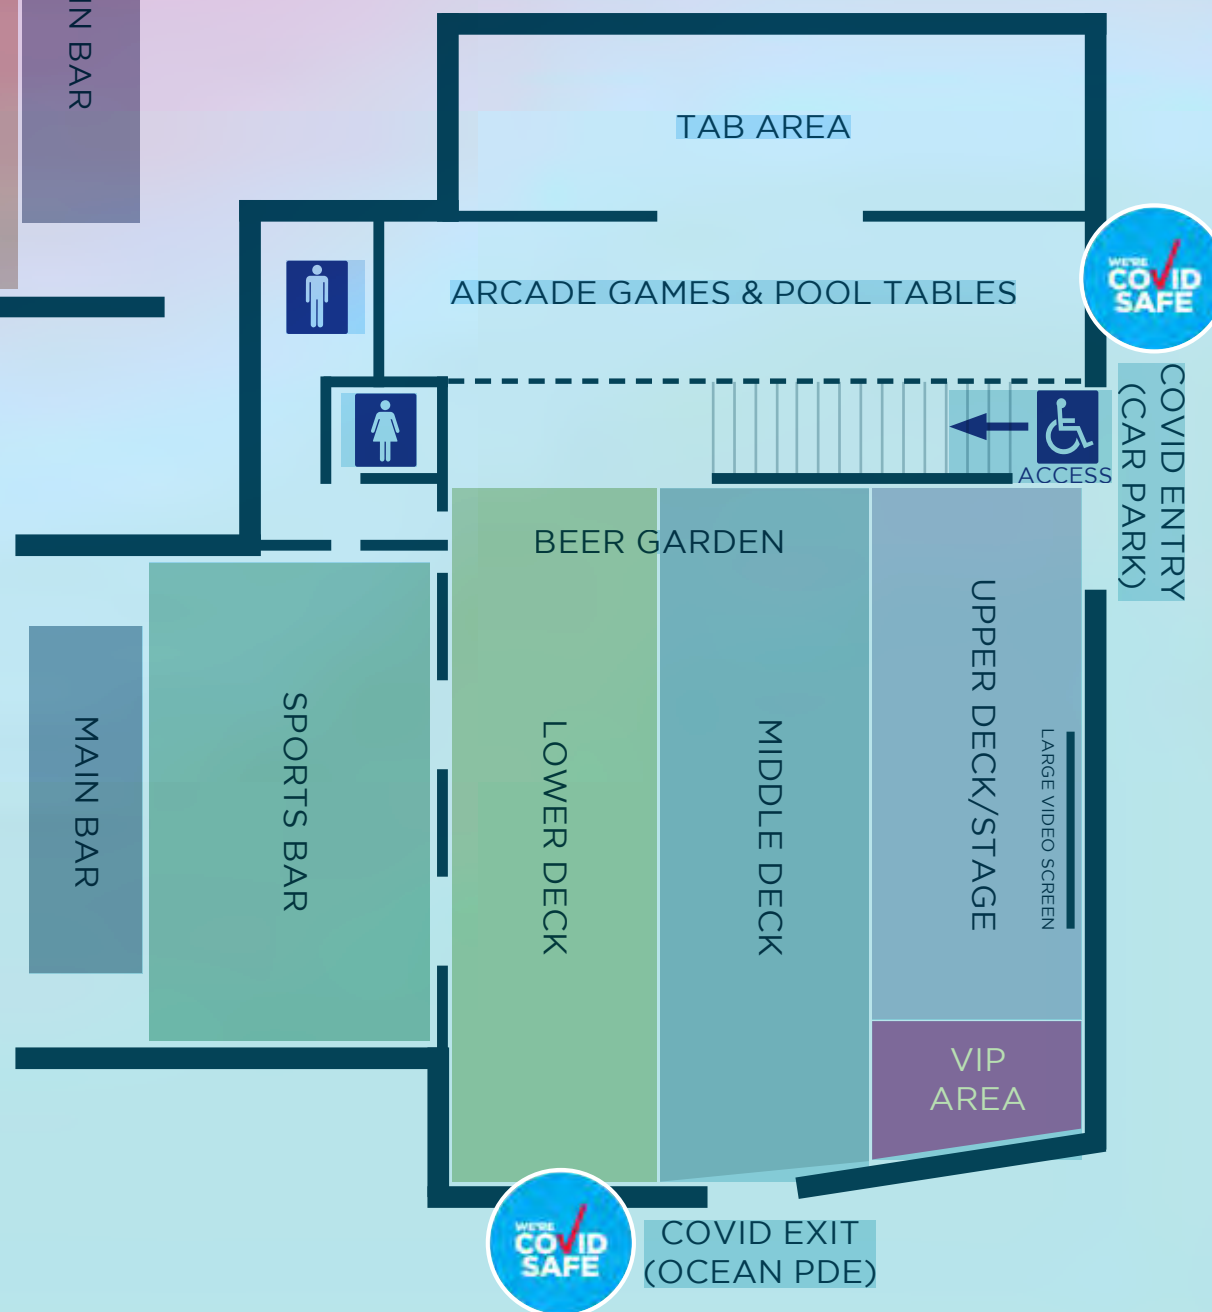 IN BAR
TAB AREA
ARCADE GAMES & POOL TABLES
WE'RE
COVID
SAFE
COVID ENTRY
(CAR PARK)
ACCESS
BEER GARDEN
MAIN BAR
SPORTS BAR
LOWER DECK
MIDDLE DECK
UPPER DECK/STAGE
LARGE VIDEO SCREEN
VIP
AREA
WE'RE
COVID
SAFE
COVID EXIT
(OCEAN PDE)